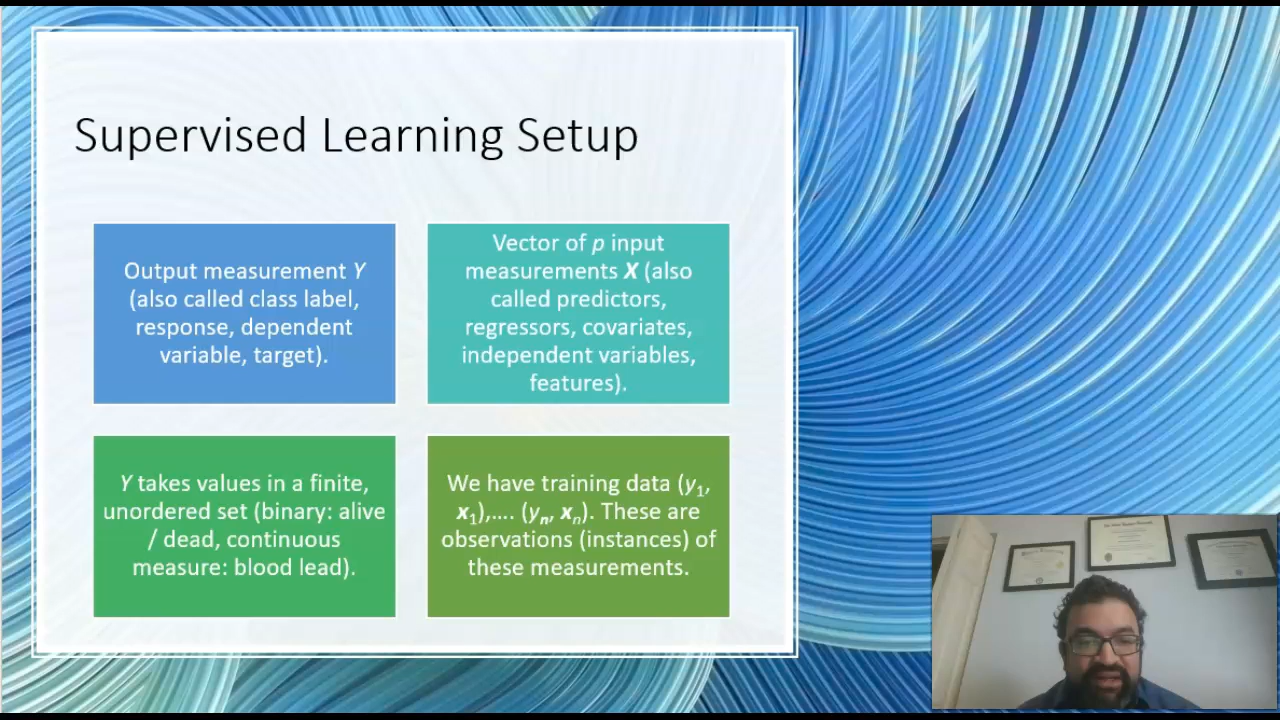 Supervised Learning Setup
Output measurement Y
(also called class label,
response, dependent
variable, target).
Vector of p input
measurements X (also
called predictors,
regressors, covariates,
independent variables,
features).
Y takes values in a finite,
unordered set (binary: alive
/ dead, continuous
measure: blood lead).
We have training data (y₁,
x₁),…. (yₙ, xₙ). These are
observations (instances) of
these measurements.